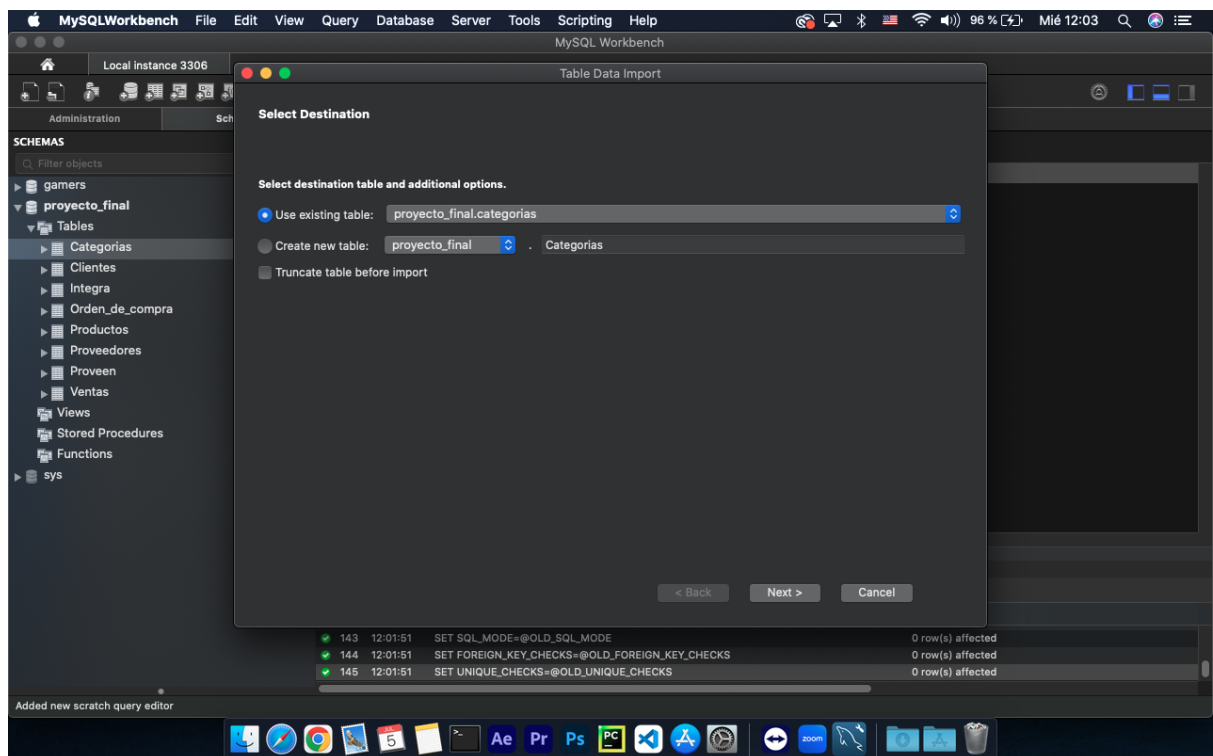 MySQLWorkbench File Edit View Query Database Server Tools Scripting Help 96 % Mié 12:03
MySQL Workbench
Local instance 3306
Table Data Import
Administration Sch
Select Destination
SCHEMAS
Filter objects
gamers
Select destination table and additional options.
proyecto_final
Use existing table: proyecto_final.categorias
Tables
Categorias
Create new table: proyecto_final . Categorias
Clientes
Truncate table before import
Integra
Orden_de_compra
Productos
Proveedores
Proveen
Ventas
Views
Stored Procedures
Functions
sys
< Back Next > Cancel
143 12:01:51 SET SQL_MODE=@OLD_SQL_MODE 0 row(s) affected
144 12:01:51 SET FOREIGN_KEY_CHECKS=@OLD_FOREIGN_KEY_CHECKS 0 row(s) affected
145 12:01:51 SET UNIQUE_CHECKS=@OLD_UNIQUE_CHECKS 0 row(s) affected
Added new scratch query editor
JUL 5 Ae Pr Ps PC zoom